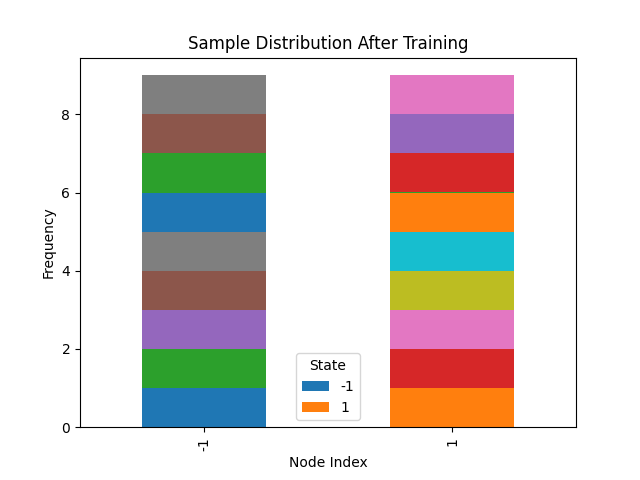 Sample Distribution After Training
Frequency
8
6
4
2
0
State
-1
1
-1
1
Node Index